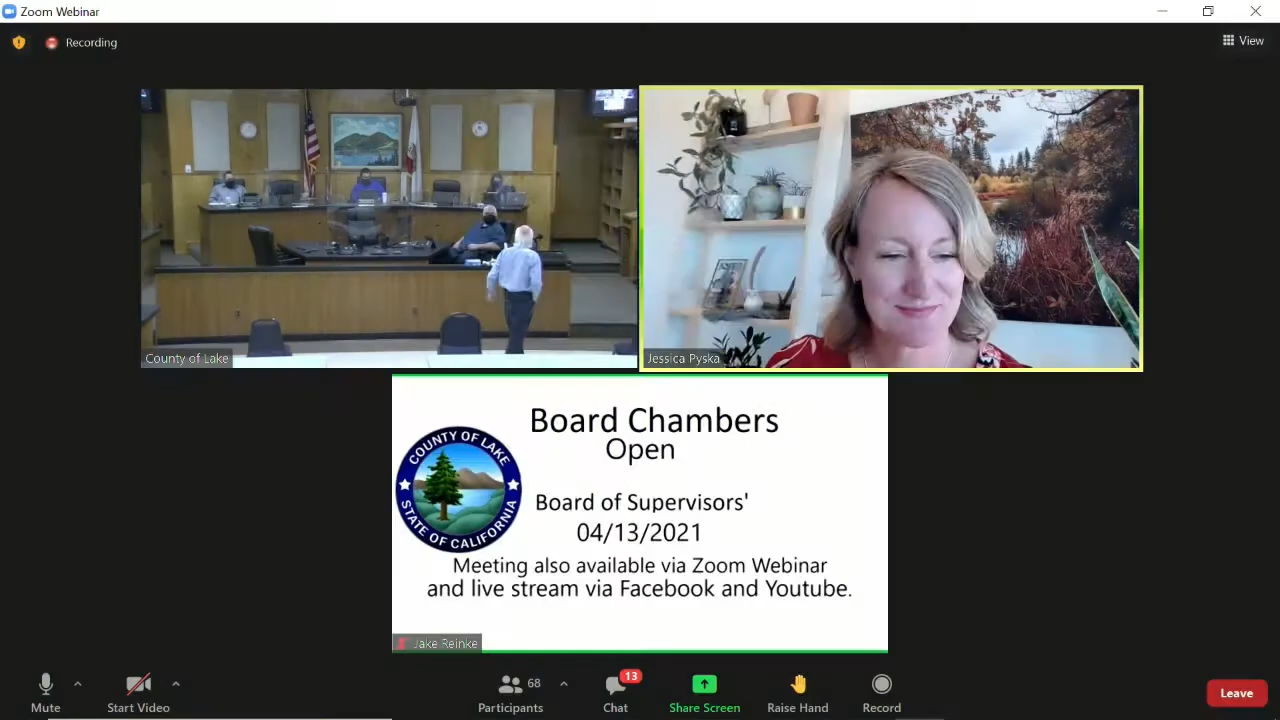 Zoom Webinar
Recording
View
County of Lake
Jessica Pyska
Board Chambers
Open
COUNTY OF LAKE
STATE OF CALIFORNIA
Board of Supervisors'
04/13/2021
Meeting also available via Zoom Webinar
and live stream via Facebook and Youtube.
Jake Reinke
68
13
Mute
Start Video
Participants
Chat
Share Screen
Raise Hand
Record
Leave